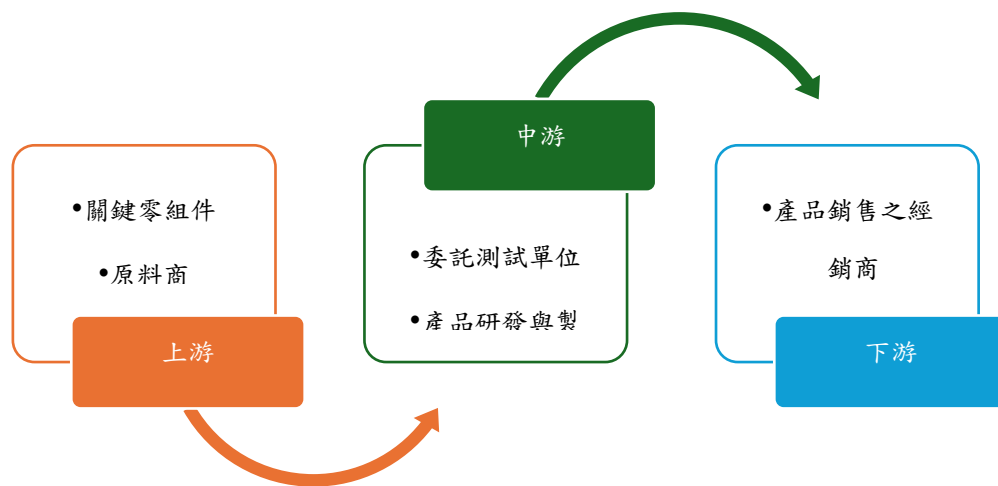 •關鍵零組件
•原料商
上游
中游
•委託測試單位
•產品研發與製
•產品銷售之經
銷商
下游